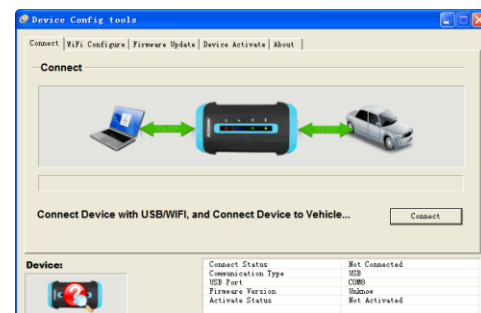 Device Config tools
Connect WiFi Configure Firmware Update Device Activate About
Connect
Connect Device with USB/WIFI, and Connect Device to Vehicle...
Connect
Device:
Connect Status Not Connected
Communication Type USB
USB Port COM8
Firmware Version Unknow
Activate Status Not Activated